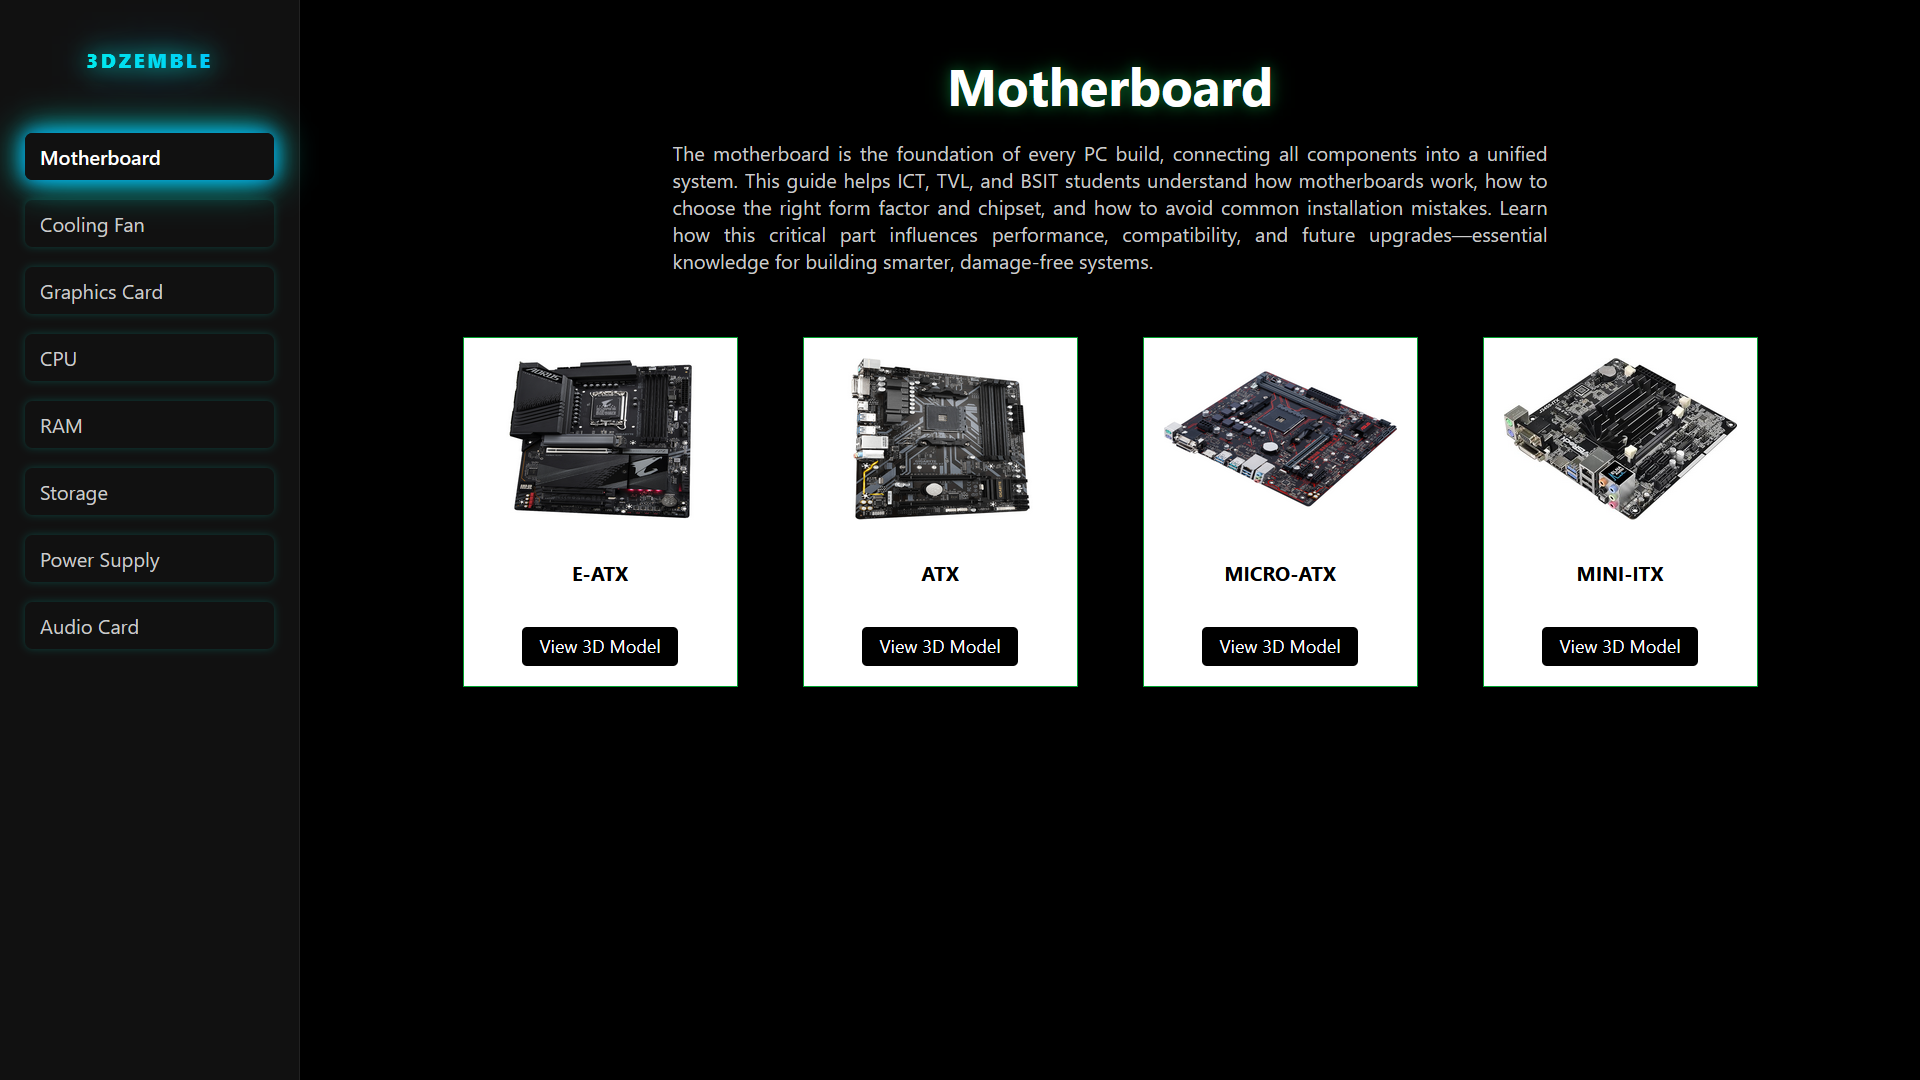 3DZEMBLE
Motherboard
Cooling Fan
Graphics Card
CPU
RAM
Storage
Power Supply
Audio Card
Motherboard
The motherboard is the foundation of every PC build, connecting all components into a unified
system. This guide helps ICT, TVL, and BSIT students understand how motherboards work, how to
choose the right form factor and chipset, and how to avoid common installation mistakes. Learn
how this critical part influences performance, compatibility, and future upgrades—essential
knowledge for building smarter, damage-free systems.
AORUS
E-ATX
View 3D Model
ATX
View 3D Model
MICRO-ATX
View 3D Model
MINI-ITX
View 3D Model